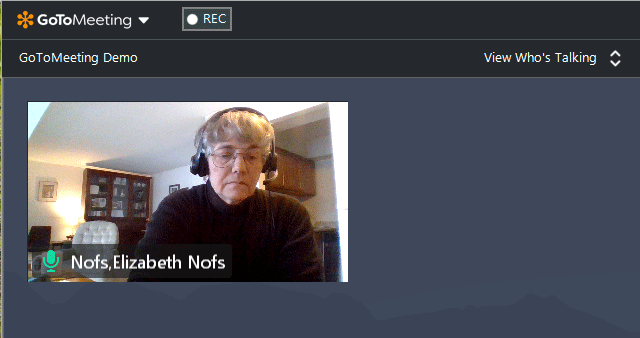 GoToMeeting
REC
GoToMeeting Demo
View Who's Talking
Nofs,Elizabeth Nofs